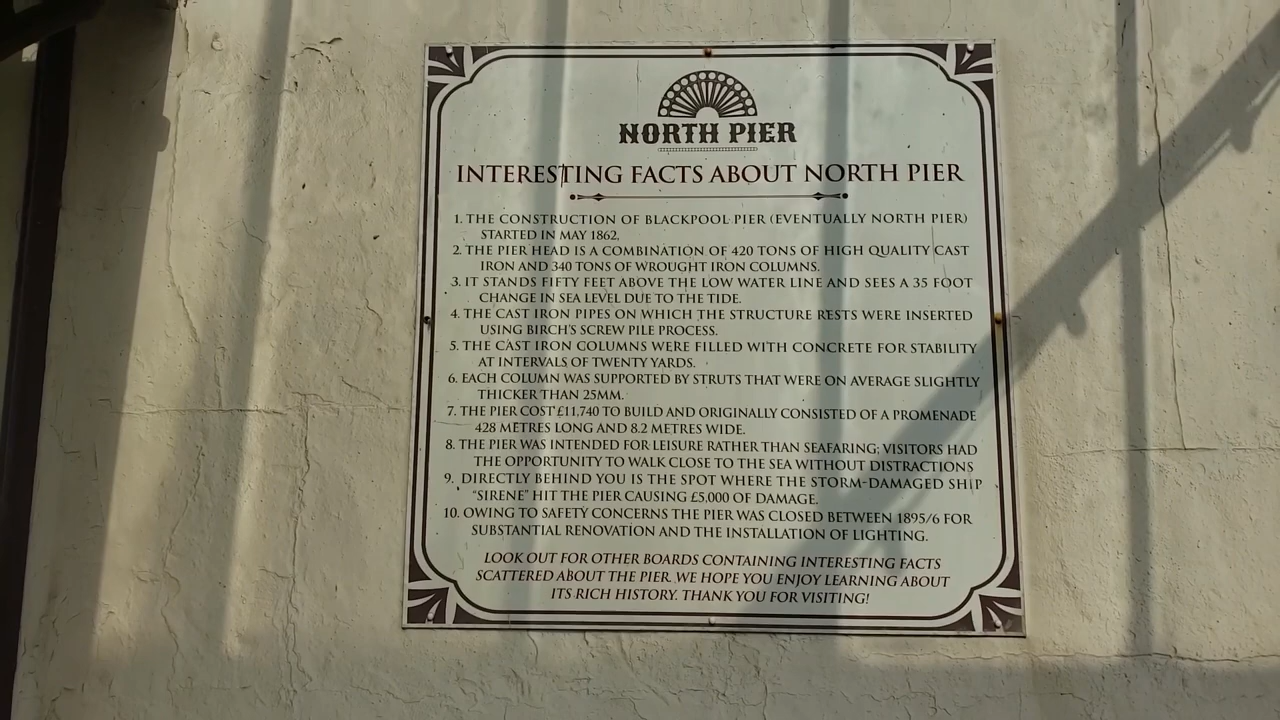 NORTH PIER
INTERESTING FACTS ABOUT NORTH PIER
1. THE CONSTRUCTION OF BLACKPOOL PIER (EVENTUALLY NORTH PIER)
STARTED IN MAY 1862,
2. THE PIER HEAD IS A COMBINATION OF 420 TONS OF HIGH QUALITY CAST
IRON AND 340 TONS OF WROUGHT IRON COLUMNS.
3. IT STANDS FIFTY FEET ABOVE THE LOW WATER LINE AND SEES A 35 FOOT
CHANGE IN SEA LEVEL DUE TO THE TIDE.
4. THE CAST IRON PIPES ON WHICH THE STRUCTURE RESTS WERE INSERTED
USING BIRCH'S SCREW PILE PROCESS.
5. THE CAST IRON COLUMNS WERE FILLED WITH CONCRETE FOR STABILITY
AT INTERVALS OF TWENTY YARDS.
6. EACH COLUMN WAS SUPPORTED BY STRUTS THAT WERE ON AVERAGE SLIGHTLY
THICKER THAN 25MM.
7. THE PIER COST £11,740 TO BUILD AND ORIGINALLY CONSISTED OF A PROMENADE
428 METRES LONG AND 8.2 METRES WIDE.
8. THE PIER WAS INTENDED FOR LEISURE RATHER THAN SEAFARING; VISITORS HAD
THE OPPORTUNITY TO WALK CLOSE TO THE SEA WITHOUT DISTRACTIONS
9. DIRECTLY BEHIND YOU IS THE SPOT WHERE THE STORM-DAMAGED SHIP
"SIRENE" HIT THE PIER CAUSING £5,000 OF DAMAGE.
10. OWING TO SAFETY CONCERNS THE PIER WAS CLOSED BETWEEN 1895/6 FOR
SUBSTANTIAL RENOVATION AND THE INSTALLATION OF LIGHTING.
LOOK OUT FOR OTHER BOARDS CONTAINING INTERESTING FACTS
SCATTERED ABOUT THE PIER. WE HOPE YOU ENJOY LEARNING ABOUT
ITS RICH HISTORY. THANK YOU FOR VISITING!